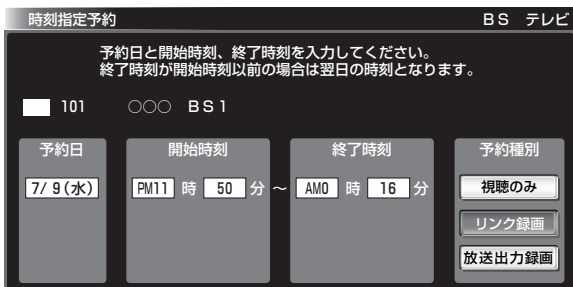 時刻指定予約 BS テレビ
予約日と開始時刻、終了時刻を入力してください。
終了時刻が開始時刻以前の場合は翌日の時刻となります。
101 ○○○ BS1
予約日 開始時刻 終了時刻 予約種別
7/ 9(水) PM11 時 50 分 ～ AM0 時 16 分 視聴のみ
リンク録画
放送出力録画